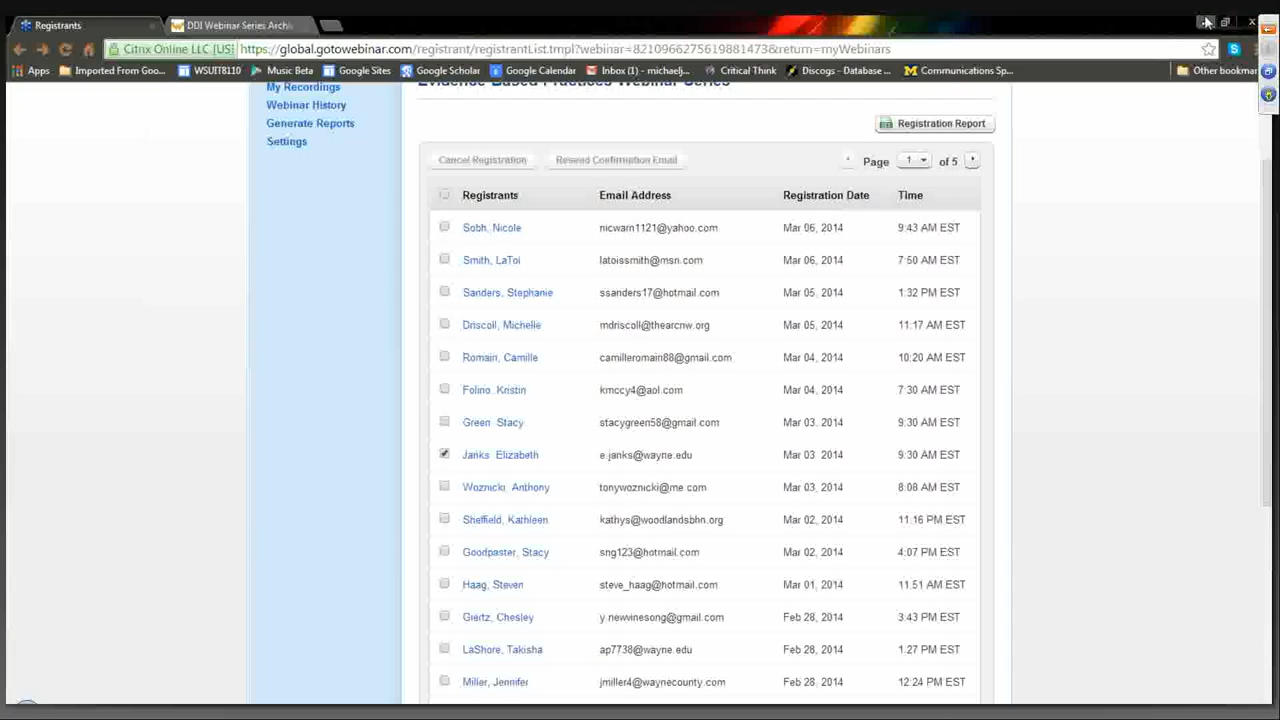 Registrants
DDI Webinar Series Archi
Citrix Online LLC [US]
https://global.gotowebinar.com/registrant/registrantList.tmpl?webinar=8210966275619881473&return=myWebinars
Apps
Imported From Goo...
WSUIT8110
Music Beta
Google Sites
Google Scholar
Google Calendar
Inbox (1) - michaelj...
Critical Think
Discogs - Database ...
Communications Sp...
Other bookmar
My Recordings
Webinar History
Generate Reports
Settings
Evidence Based Practices Webinar Series
Registration Report
Cancel Registration
Resend Confirmation Email
Page 1 of 5
Registrants Email Address Registration Date Time
Sobh, Nicole nicwarn1121@yahoo.com Mar 06, 2014 9:43 AM EST
Smith, LaToi latoissmith@msn.com Mar 06, 2014 7:50 AM EST
Sanders, Stephanie ssanders17@hotmail.com Mar 05, 2014 1:32 PM EST
Driscoll, Michelle mdriscoll@thearcnw.org Mar 05, 2014 11:17 AM EST
Romain, Camille camilleromain88@gmail.com Mar 04, 2014 10:20 AM EST
Folino, Kristin kmccy4@aol.com Mar 04, 2014 7:30 AM EST
Green, Stacy stacygreen58@gmail.com Mar 03, 2014 9:30 AM EST
Janks, Elizabeth e.janks@wayne.edu Mar 03, 2014 9:30 AM EST
Woznicki, Anthony tonywoznicki@me.com Mar 03, 2014 8:08 AM EST
Sheffield, Kathleen kathys@woodlandsbhn.org Mar 02, 2014 11:16 PM EST
Goodpaster, Stacy sng123@hotmail.com Mar 02, 2014 4:07 PM EST
Haag, Steven steve_haag@hotmail.com Mar 01, 2014 11:51 AM EST
Giertz, Chesley y.newwinesong@gmail.com Feb 28, 2014 3:43 PM EST
LaShore, Takisha ap7738@wayne.edu Feb 28, 2014 1:27 PM EST
Miller, Jennifer jmiller4@waynecounty.com Feb 28, 2014 12:24 PM EST